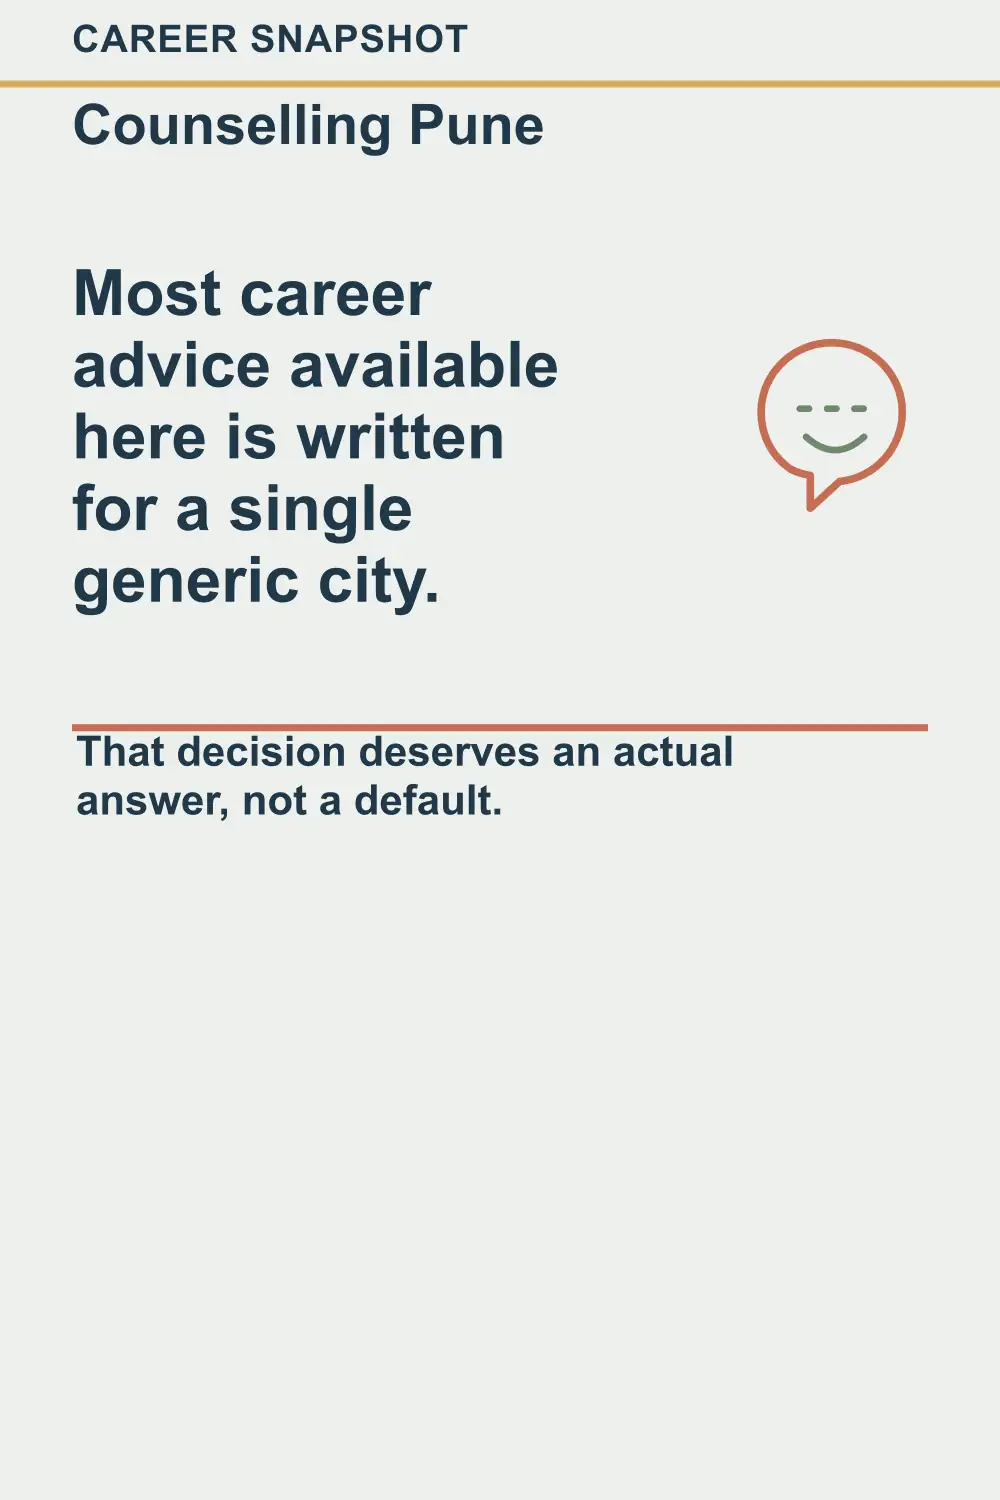 CAREER SNAPSHOT
Counselling Pune
Most career
advice available
here is written
for a single
generic city.
That decision deserves an actual
answer, not a default.